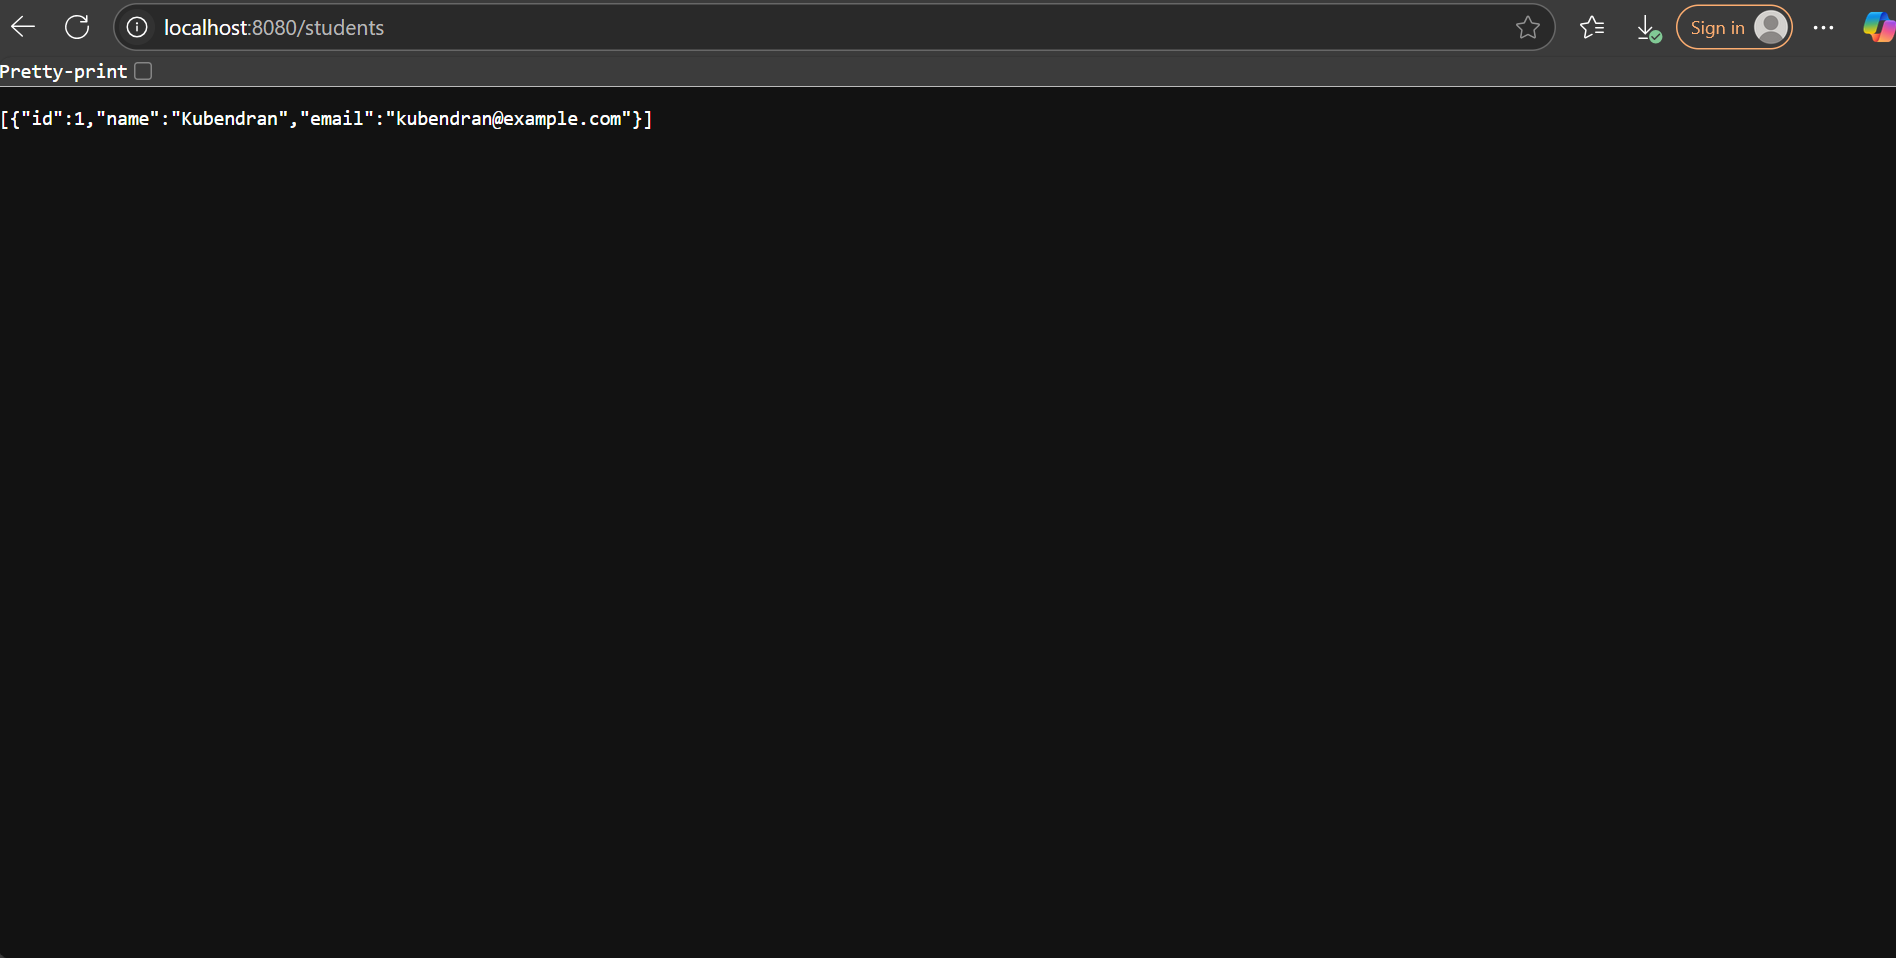 localhost:8080/students
Sign in
Pretty-print
[{"id":1,"name":"Kubendran","email":"kubendran@example.com"}]